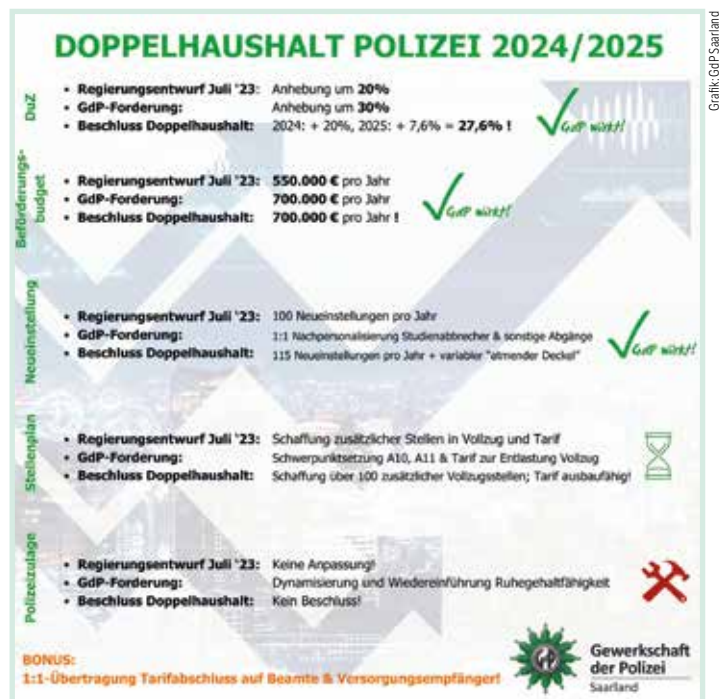 DOPPELHAUSHALT POLIZEI 2024/2025
Grafik: GdP Saarland
DuZ
• Regierungsentwurf Juli '23: Anhebung um 20%
• GdP-Forderung: Anhebung um 30%
• Beschluss Doppelhaushalt: 2024: + 20%, 2025: + 7,6% = 27,6% !
GdP wirkt!
Beförderungs-
budget
• Regierungsentwurf Juli '23: 550.000 € pro Jahr
• GdP-Forderung: 700.000 € pro Jahr
• Beschluss Doppelhaushalt: 700.000 € pro Jahr !
GdP wirkt!
Neueinstellung
• Regierungsentwurf Juli '23: 100 Neueinstellungen pro Jahr
• GdP-Forderung: 1:1 Nachpersonalisierung Studienabbrecher & sonstige Abgänge
• Beschluss Doppelhaushalt: 115 Neueinstellungen pro Jahr + variabler "atmender Deckel"
GdP wirkt!
Stellenplan
• Regierungsentwurf Juli '23: Schaffung zusätzlicher Stellen in Vollzug und Tarif
• GdP-Forderung: Schwerpunktsetzung A10, A11 & Tarif zur Entlastung Vollzug
• Beschluss Doppelhaushalt: Schaffung über 100 zusätzlicher Vollzugsstellen; Tarif ausbaufähig!
Polizeizulage
• Regierungsentwurf Juli '23: Keine Anpassung!
• GdP-Forderung: Dynamisierung und Wiedereinführung Ruhegehaltfähigkeit
• Beschluss Doppelhaushalt: Kein Beschluss!
BONUS:
1:1-Übertragung Tarifabschluss auf Beamte & Versorgungsempfänger!
GdP
Gewerkschaft
der Polizei
Saarland